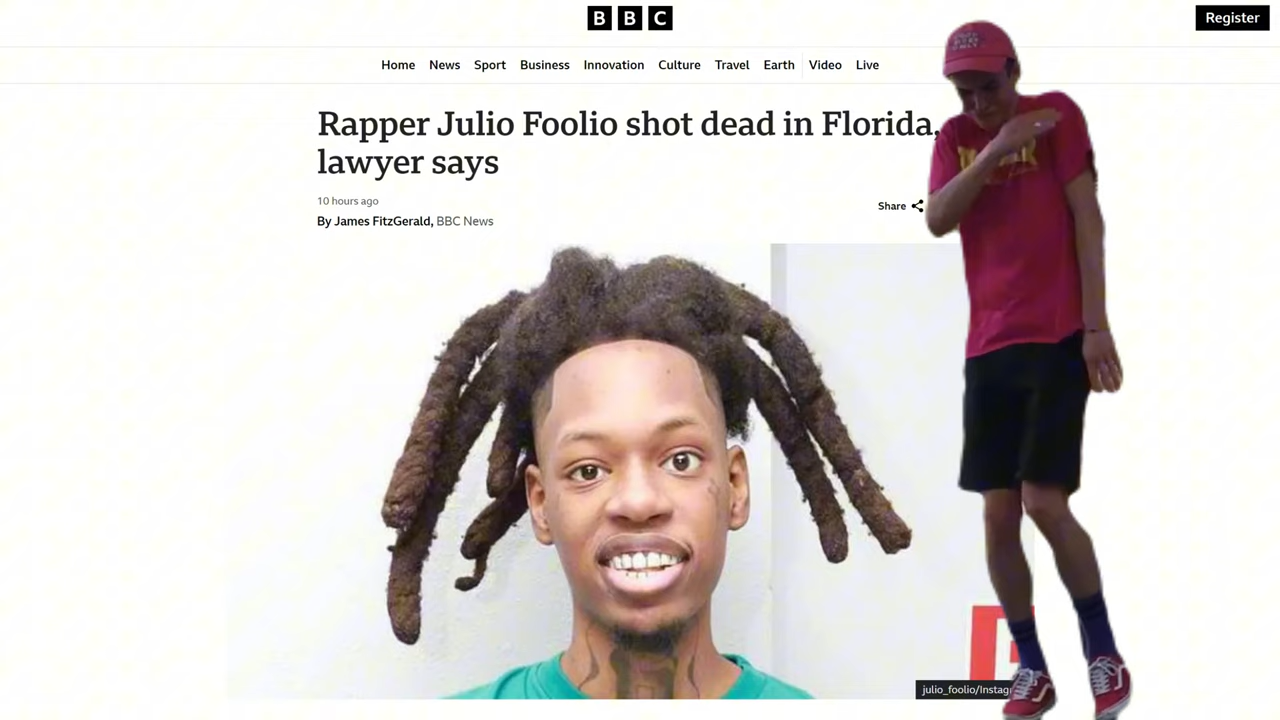 BBC
Register
Home News Sport Business Innovation Culture Travel Earth Video Live
Rapper Julio Foolio shot dead in Florida,
lawyer says
10 hours ago
Share
By James FitzGerald, BBC News
julio_foolio/Instag